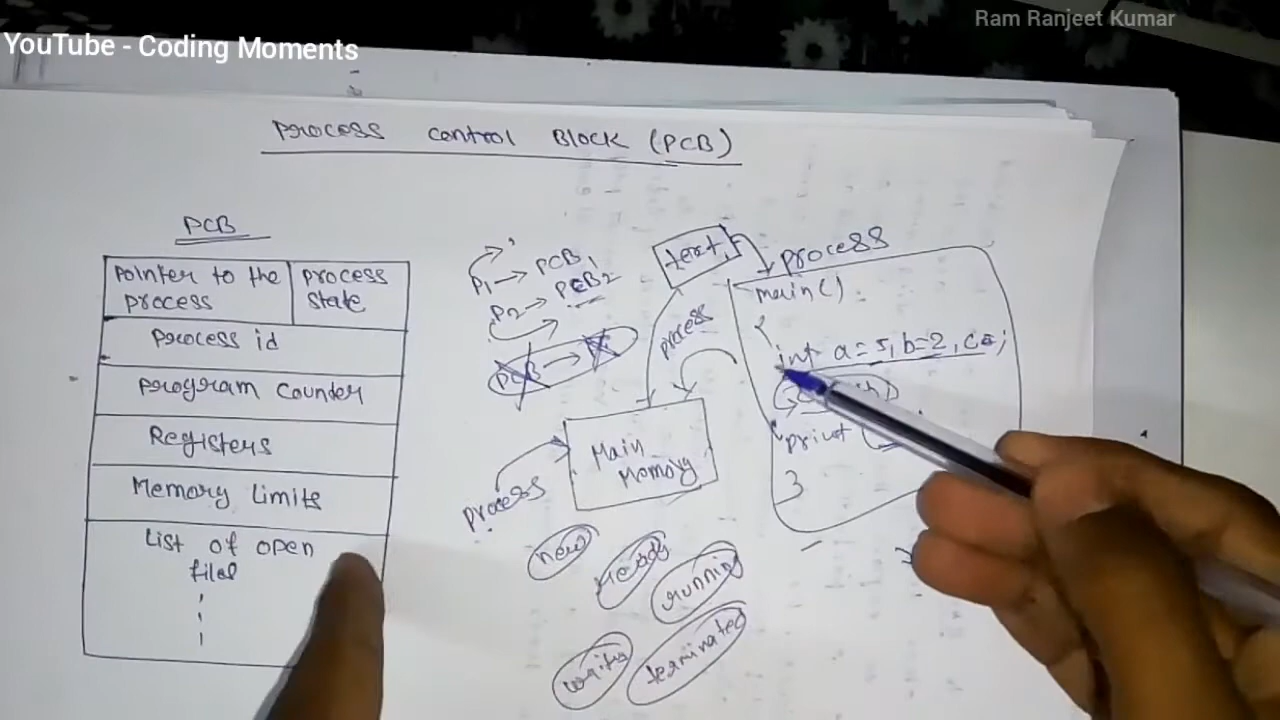 Ram Ranjeet Kumar
YouTube - Coding Moments
Process Control Block (PCB)
PCB
Pointer to the process
Process state
Process id
Program Counter
Registers
Memory Limits
List of open files
P1 → PCB1
P2 → PCB2
PCB →
text
process
process
main()
{
int a=5, b=2, c
print (
}
Main Memory
process
new
ready
running
waiting
terminated